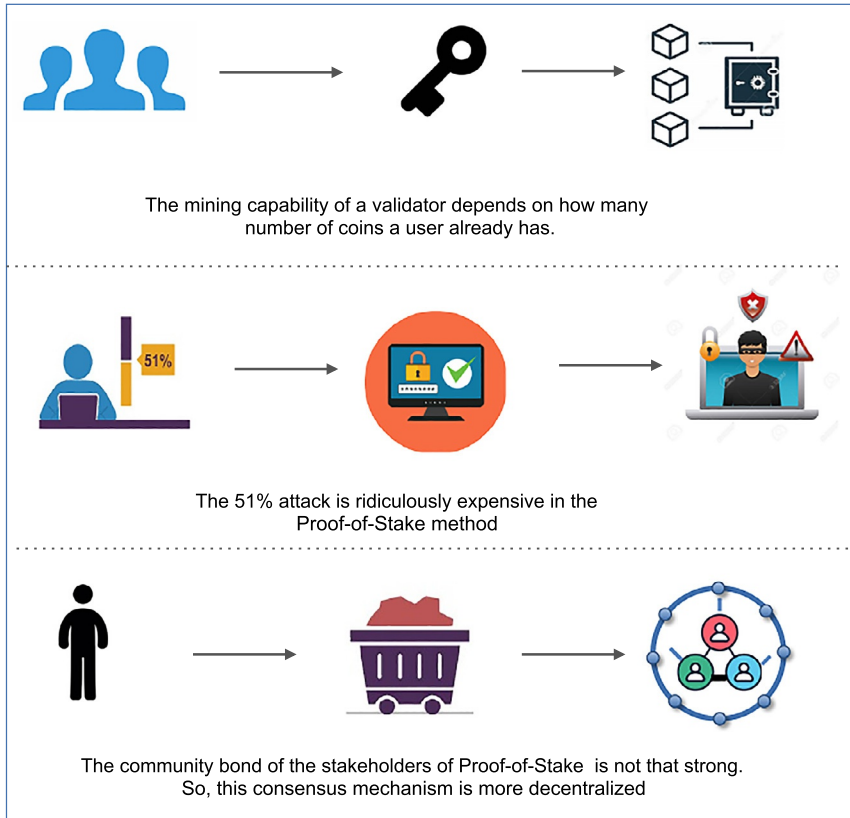 The mining capability of a validator depends on how many
number of coins a user already has.
51%
The 51% attack is ridiculously expensive in the
Proof-of-Stake method
The community bond of the stakeholders of Proof-of-Stake is not that strong.
So, this consensus mechanism is more decentralized